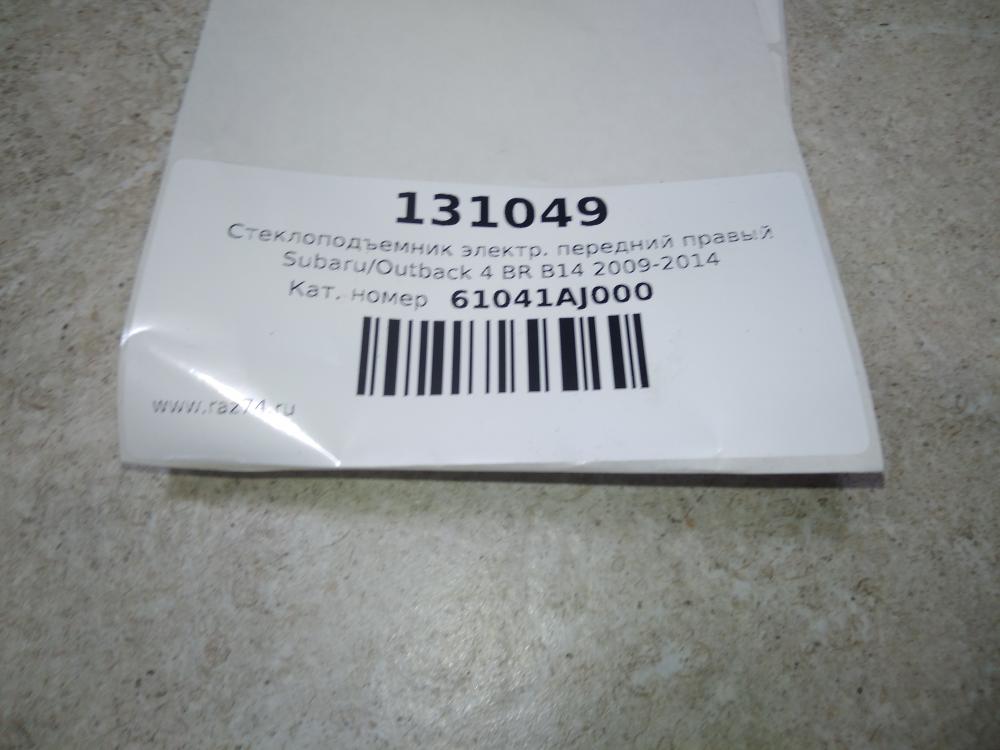 131049
Стеклоподъемник электр. передний правый
Subaru/Outback 4 BR B14 2009-2014
Кат. номер 61041AJ000
www.raz74.ru